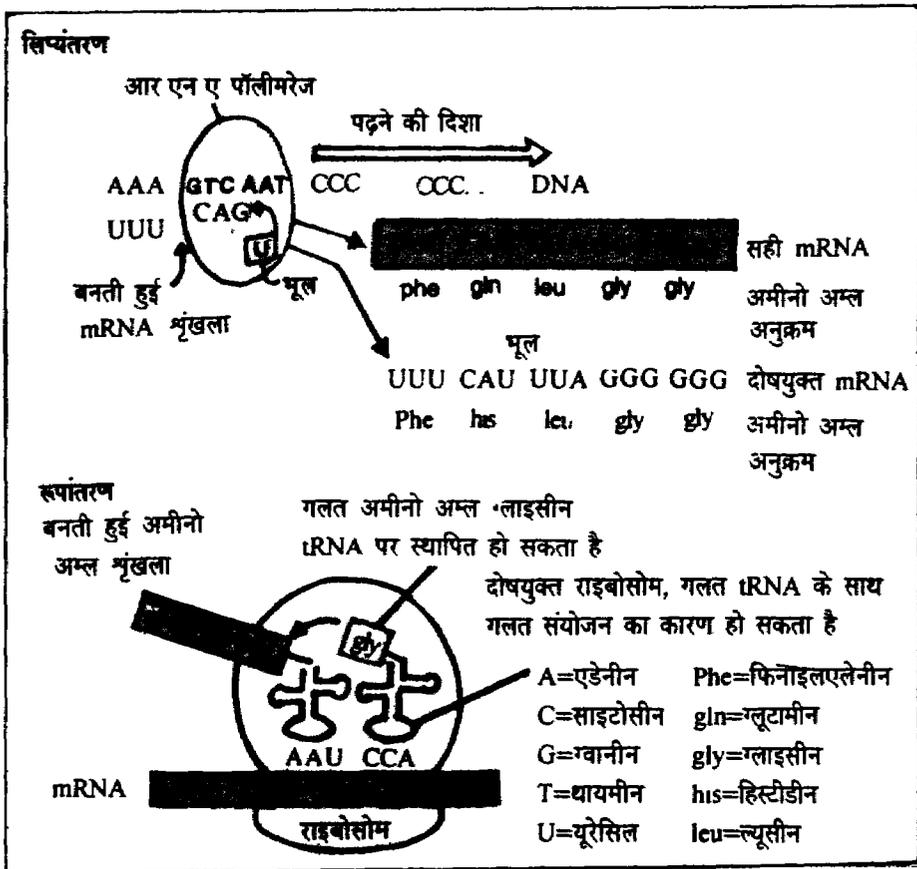 लिप्यंतरण
आर एन ए पॉलीमरेज
पढ़ने की दिशा
AAA GTC AAT CCC CCC.. DNA
CAG
UUU
U
भूल
बनती हुई
mRNA शृंखला
सही mRNA
phe gln leu gly gly
अमीनो अम्ल
अनुक्रम
भूल
UUU CAU UUA GGG GGG दोषयुक्त mRNA
Phe his leu gly gly
अमीनो अम्ल
अनुक्रम
रूपांतरण
बनती हुई अमीनो
अम्ल शृंखला
गलत अमीनो अम्ल ·लाइसीन
tRNA पर स्थापित हो सकता है
दोषयुक्त राइबोसोम, गलत tRNA के साथ
गलत संयोजन का कारण हो सकता है
gly
AAU CCA
mRNA
राइबोसोम
A=एडेनीन Phe=फिनाइलएलेनीन
C=साइटोसीन gln=ग्लूटामीन
G=ग्वानीन gly=ग्लाइसीन
T=थायमीन his=हिस्टीडीन
U=यूरेसिल leu=ल्यूसीन